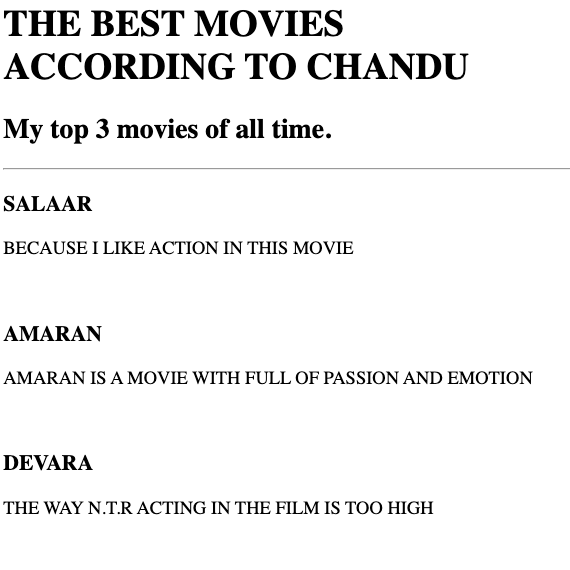 THE BEST MOVIES
ACCORDING TO CHANDU
My top 3 movies of all time.
SALAAR
BECAUSE I LIKE ACTION IN THIS MOVIE
AMARAN
AMARAN IS A MOVIE WITH FULL OF PASSION AND EMOTION
DEVARA
THE WAY N.T.R ACTING IN THE FILM IS TOO HIGH